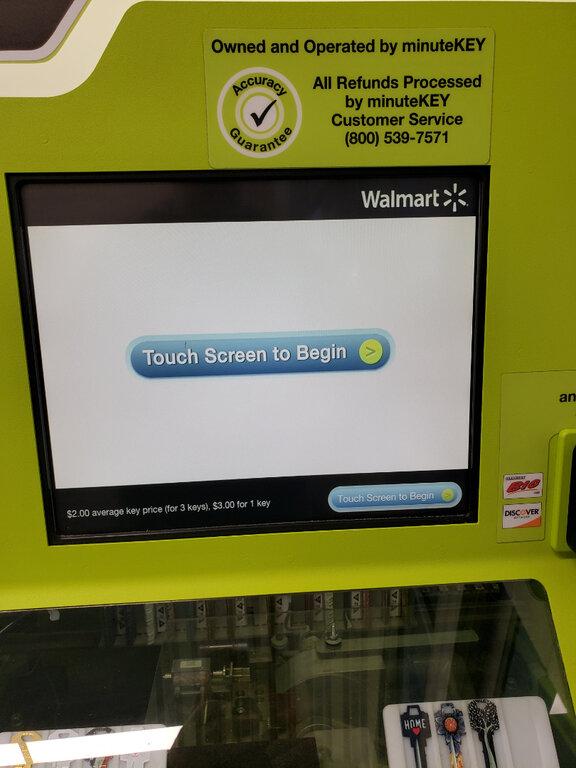 Owned and Operated by minuteKEY
Accuracy
Guarantee
All Refunds Processed
by minuteKEY
Customer Service
(800) 539-7571
Walmart
Touch Screen to Begin >
$2.00 average key price (for 3 keys), $3.00 for 1 key
Touch Screen to Begin >
an
DISCOVER
HOME